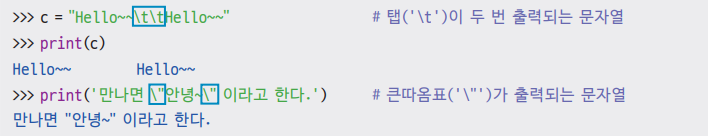 >>> c = "Hello~~\t\tHello~~" # 탭('\t')이 두 번 출력되는 문자열
>>> print(c)
Hello~~ Hello~~
>>> print('만나면 \"안녕~\" 이라고 한다.') # 큰따옴표('\"')가 출력되는 문자열
만나면 "안녕~" 이라고 한다.